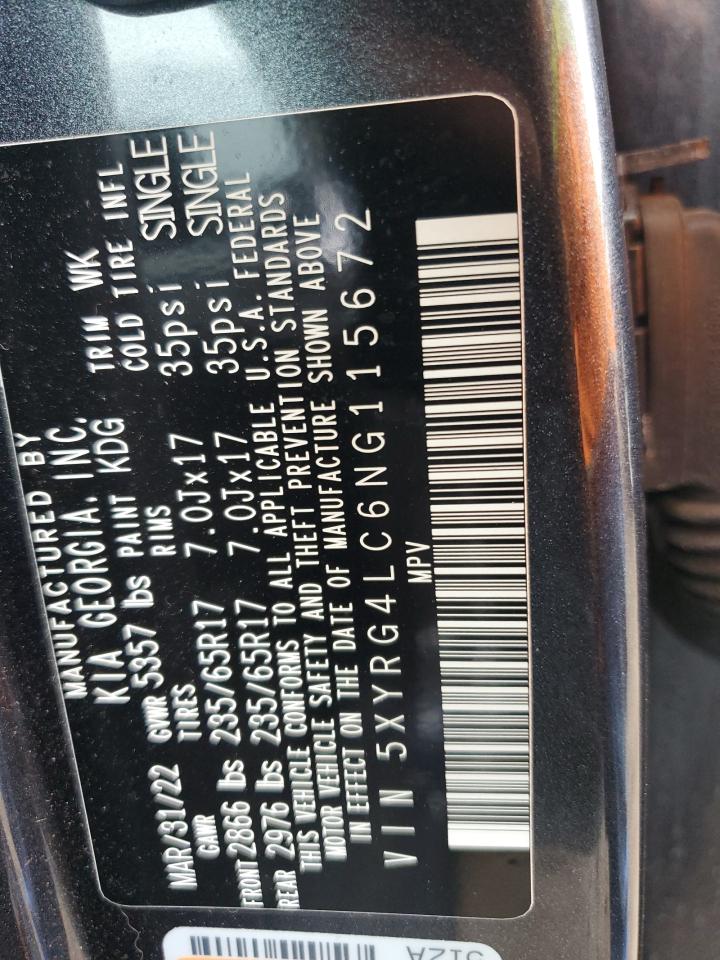 MANUFACTURED BY
KIA GEORGIA. INC.
MAR/31/22 GVWR 5357 lbs PAINT KDG TRIM WK
GAWR TIRES RIMS COLD TIRE INFL
FRONT 2866 lbs 235/65R17 7.0Jx17 35psi SINGLE
REAR 2976 lbs 235/65R17 7.0Jx17 35psi SINGLE
THIS VEHICLE CONFORMS TO ALL APPLICABLE U.S.A. FEDERAL
MOTOR VEHICLE SAFETY AND THEFT PREVENTION STANDARDS
IN EFFECT ON THE DATE OF MANUFACTURE SHOWN ABOVE
VIN 5XYRG4LC6NG115672
MPV
512A